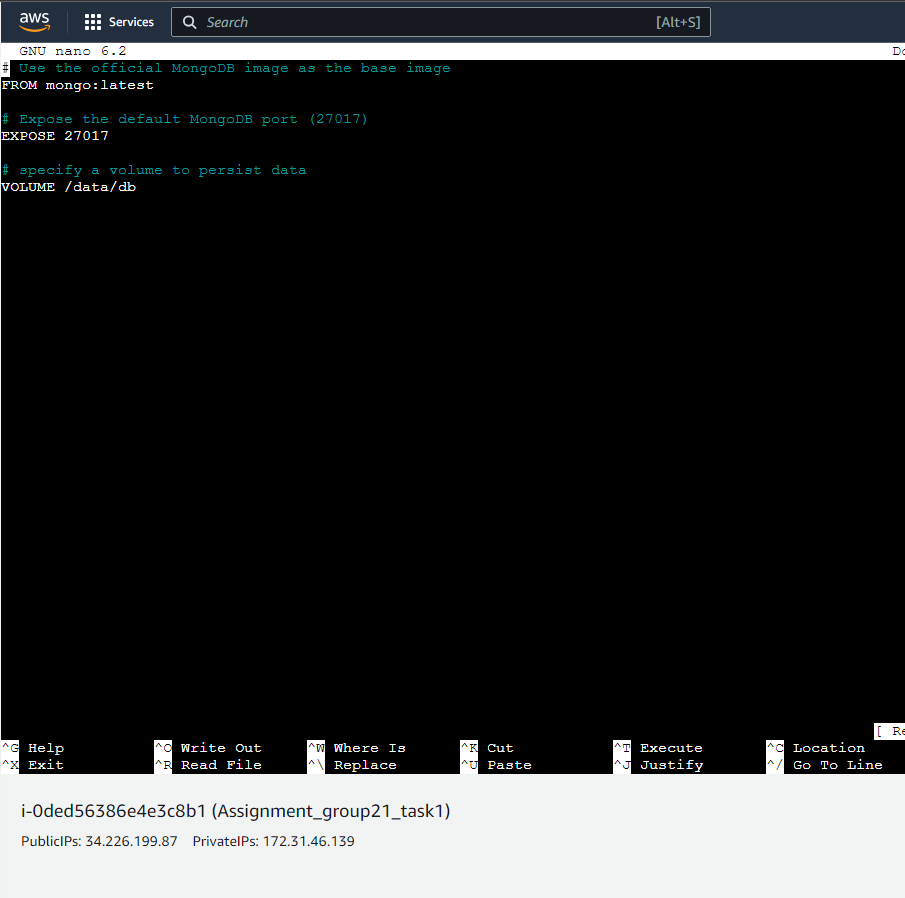 aws Services Search [Alt+S]
GNU nano 6.2
# Use the official MongoDB image as the base image
FROM mongo:latest
# Expose the default MongoDB port (27017)
EXPOSE 27017
# specify a volume to persist data
VOLUME /data/db
^G Help ^O Write Out ^W Where Is ^K Cut ^T Execute ^C Location
^X Exit ^R Read File ^\ Replace ^U Paste ^J Justify ^/ Go To Line
i-0ded56386e4e3c8b1 (Assignment_group21_task1)
PublicIPs: 34.226.199.87 PrivateIPs: 172.31.46.139